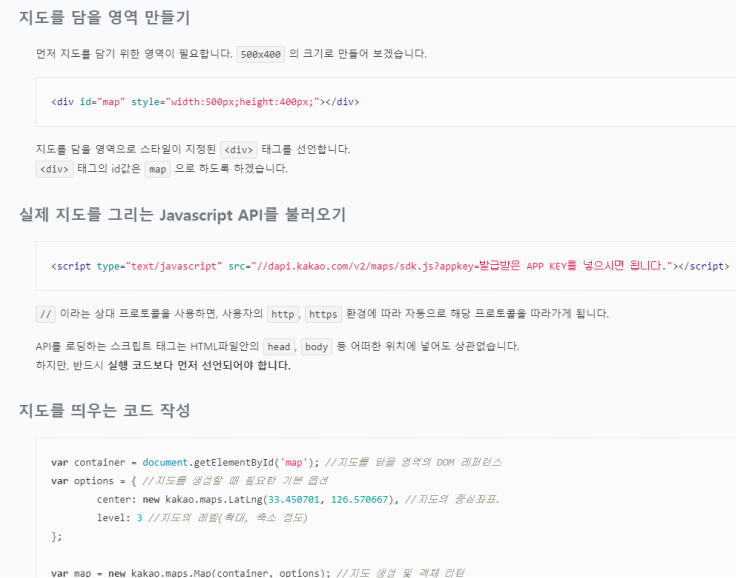 지도를 담을 영역 만들기
먼저 지도를 담기 위한 영역이 필요합니다. 500x400 의 크기로 만들어 보겠습니다.
<div id="map" style="width:500px;height:400px;"></div>
지도를 담을 영역으로 스타일이 지정된 <div> 태그를 선언합니다.
<div> 태그의 id값은 map 으로 하도록 하겠습니다.
실제 지도를 그리는 Javascript API를 불러오기
<script type="text/javascript" src="//dapi.kakao.com/v2/maps/sdk.js?appkey=발급받은 APP KEY를 넣으시면 됩니다."></script>
// 이라는 상대 프로토콜을 사용하면, 사용자의 http, https 환경에 따라 자동으로 해당 프로토콜을 따라가게 됩니다.
API를 로딩하는 스크립트 태그는 HTML파일안의 head, body 등 어떠한 위치에 넣어도 상관없습니다.
하지만, 반드시 실행 코드보다 먼저 선언되어야 합니다.
지도를 띄우는 코드 작성
var container = document.getElementById('map'); //지도를 담을 영역의 DOM 레퍼런스
var options = { //지도를 생성할 때 필요한 기본 옵션
center: new kakao.maps.LatLng(33.450701, 126.570667), //지도의 중심좌표.
level: 3 //지도의 레벨(확대, 축소 정도)
};
var map = new kakao.maps.Map(container, options); //지도 생성 및 객체 리턴